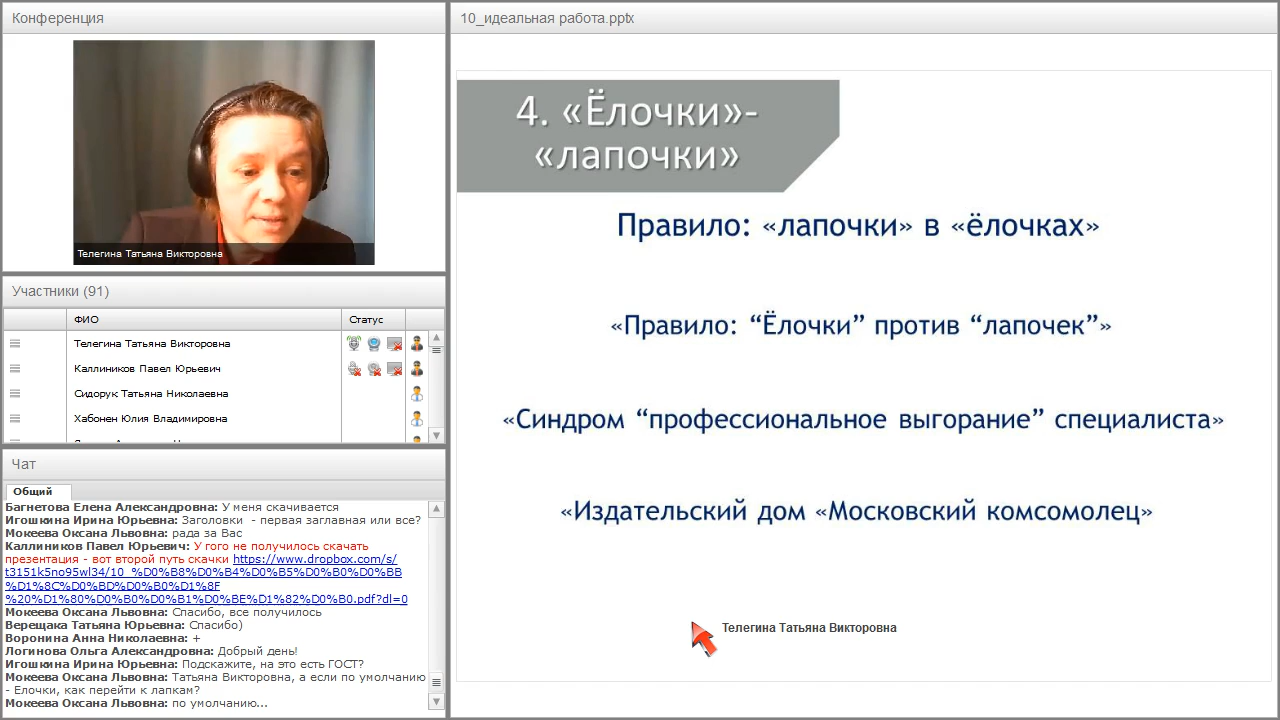 Конференция
Телегина Татьяна Викторовна
Участники (91)
ФИО
Статус
Телегина Татьяна Викторовна
Каллиников Павел Юрьевич
Сидорук Татьяна Николаевна
Хабонен Юлия Владимировна
Чат
Общий
Багнетова Елена Александровна: У меня скачивается
Игошкина Ирина Юрьевна: Заголовки - первая заглавная или все?
Мокеева Оксана Львовна: рада за Вас
Каллиников Павел Юрьевич: У гого не получилось скачать
презентация - вот второй путь скачки https://www.dropbox.com/s/
t3151k5no95wl34/10_%D0%B8%D0%B4%D0%B5%D0%B0%D0%BB
%D1%8C%D0%BD%D0%B0%D1%8F
%20%D1%80%D0%B0%D0%B1%D0%BE%D1%82%D0%B0.pdf?dl=0
Мокеева Оксана Львовна: Спасибо, все получилось
Верещака Татьяна Юрьевна: Спасибо)
Воронина Анна Николаевна: +
Логинова Ольга Александровна: Добрый день!
Игошкина Ирина Юрьевна: Подскажите, на это есть ГОСТ?
Мокеева Оксана Львовна: Татьяна Викторовна, а если по умолчанию
- Елочки, как перейти к лапкам?
Мокеева Оксана Львовна: по умолчанию...
10_идеальная работа.pptx
4. «Ёлочки»-
«лапочки»
Правило: «лапочки» в «ёлочках»
«Правило: “Ёлочки” против “лапочек”»
«Синдром “профессиональное выгорание” специалиста»
«Издательский дом «Московский комсомолец»
Телегина Татьяна Викторовна